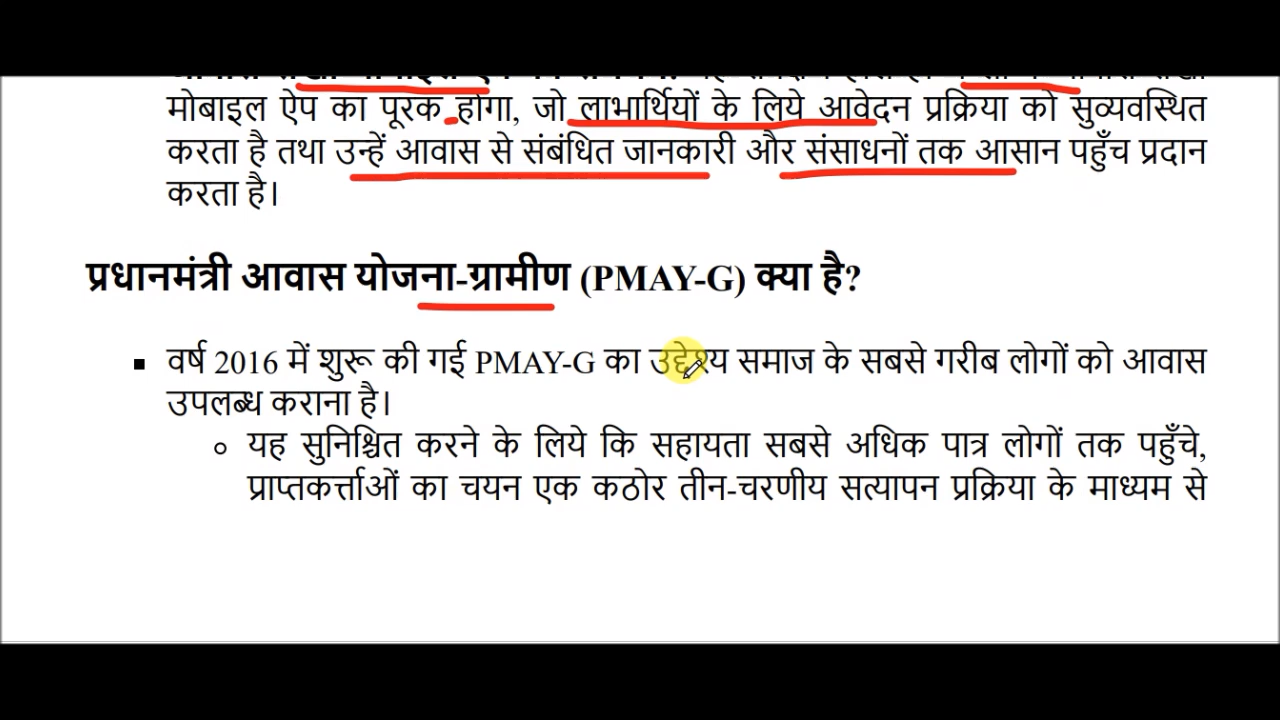 मोबाइल ऐप का पूरक होगा, जो लाभार्थियों के लिये आवेदन प्रक्रिया को सुव्यवस्थित
करता है तथा उन्हें आवास से संबंधित जानकारी और संसाधनों तक आसान पहुँच प्रदान
करता है।
प्रधानमंत्री आवास योजना-ग्रामीण (PMAY-G) क्या है?
▪ वर्ष 2016 में शुरू की गई PMAY-G का उद्देश्य समाज के सबसे गरीब लोगों को आवास
उपलब्ध कराना है।
○ यह सुनिश्चित करने के लिये कि सहायता सबसे अधिक पात्र लोगों तक पहुँचे,
प्राप्तकर्त्ताओं का चयन एक कठोर तीन-चरणीय सत्यापन प्रक्रिया के माध्यम से